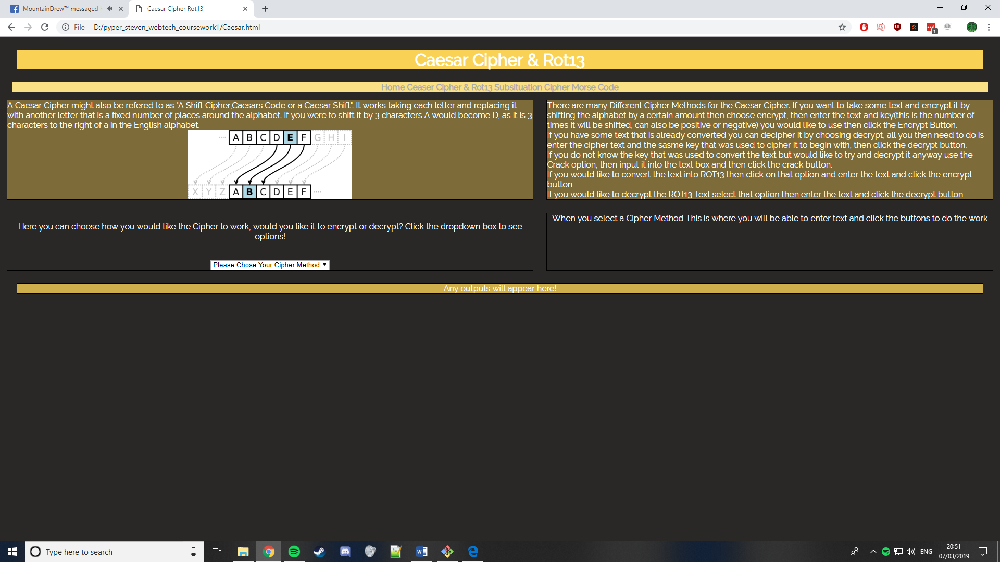 MountainDrew™ messaged
Caesar Cipher Rot13
File
D:/pyper_steven_webtech_coursework1/Caesar.html
1
Caesar Cipher & Rot13
Home Ceaser Cipher & Rot13 Subsituation Cipher Morse Code
A Caesar Cipher might also be refered to as "A Shift Cipher,Caesars Code or a Caesar Shift". It works taking each letter and replacing it
with another letter that is a fixed number of places around the alphabet. If you were to shift it by 3 characters A would become D, as it is 3
characters to the right of a in the English alphabet.
A B C D E F G H I
X Y Z A B C D E F
There are many Different Cipher Methods for the Caesar Cipher. If you want to take some text and encrypt it by
shifting the alphabet by a certain amount then choose encrypt, then enter the text and key(this is the number of
times it will be shifted, can also be positive or negative) you would like to use then click the Encrypt Button.
If you have some text that is already converted you can decipher it by choosing decrypt, all you then need to do is
enter the cipher text and the sasme key that was used to cipher it to begin with, then click the decrypt button.
If you do not know the key that was used to convert the text but would like to try and decrypt it anyway use the
Crack option, then input it into the text box and then click the crack button.
If you would like to convert the text into ROT13 then click on that option and enter the text and click the encrypt
button
If you would like to decrypt the ROT13 Text select that option then enter the text and click the decrypt button
Here you can choose how you would like the Cipher to work, would you like it to encrypt or decrypt? Click the dropdown box to see
options!
Please Chose Your Cipher Method
When you select a Cipher Method This is where you will be able to enter text and click the buttons to do the work
Any outputs will appear here!
Type here to search
ENG
20:51
07/03/2019